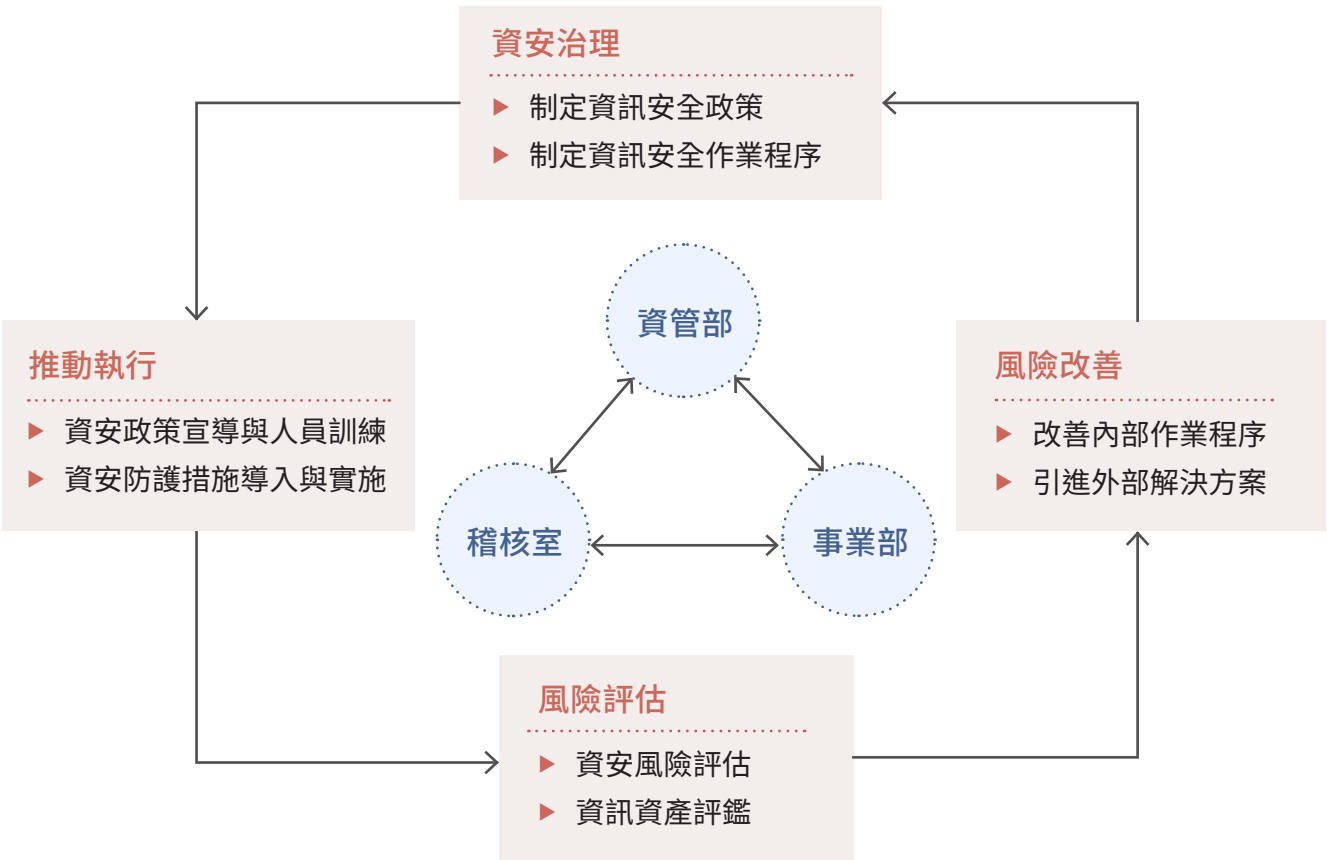 資安治理
制定資訊安全政策
制定資訊安全作業程序
資管部
推動執行
資安政策宣導與人員訓練
資安防護措施導入與實施
風險改善
改善內部作業程序
引進外部解決方案
稽核室
事業部
風險評估
資安風險評估
資訊資產評鑑